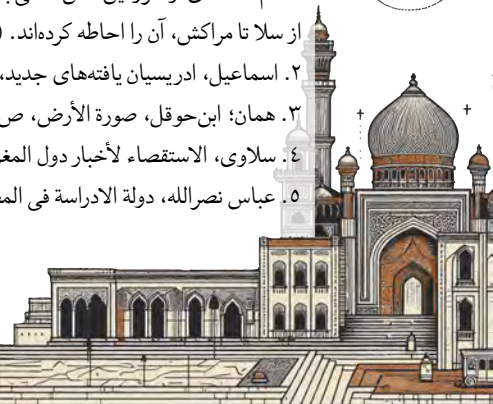 از سلا تا مراکش، آن را احاطه کرده‌اند. (
۲. اسماعیل، ادریسیان یافته‌های جدید،
۳. همان؛ ابن‌حوقل، صورة الأرض، ص
٤. سلاوی، الاستقصاء لأخبار دول المغر
٥. عباس نصرالله، دولة الادراسة فی المغ